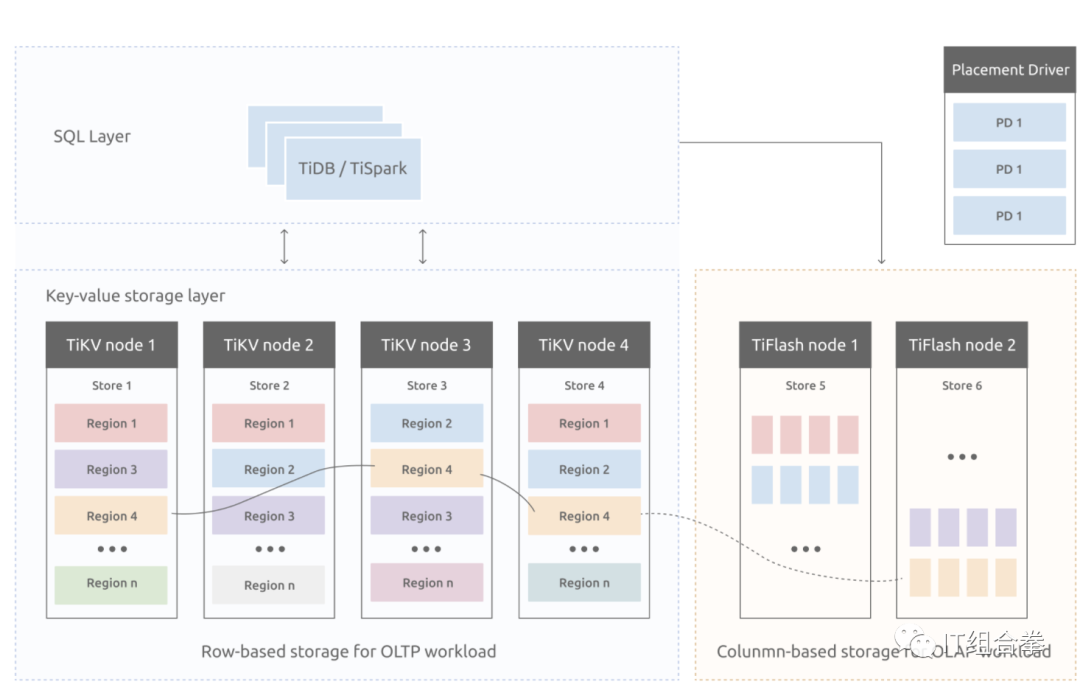 Placement Driver
PD 1
PD 1
PD 1
SQL Layer
TiDB / TiSpark
Key-value storage layer
TiKV node 1
Store 1
Region 1
Region 3
Region 4
Region n
TiKV node 2
Store 2
Region 1
Region 2
Region 3
Region n
TiKV node 3
Store 3
Region 2
Region 4
Region 3
Region n
TiKV node 4
Store 4
Region 1
Region 2
Region 4
Region n
Row-based storage for OLTP workload
TiFlash node 1
Store 5
TiFlash node 2
Store 6
Colunmn-based storage for OLAP workload
IT组合拳